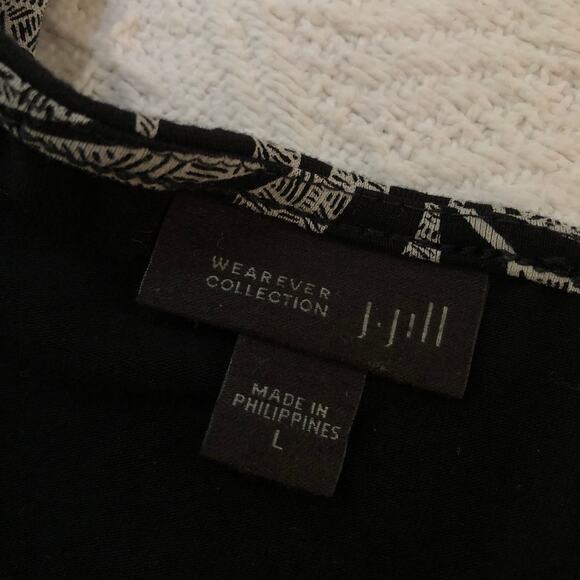 WEAREVER
COLLECTION
J.Jill
MADE IN
PHILIPPINES
L